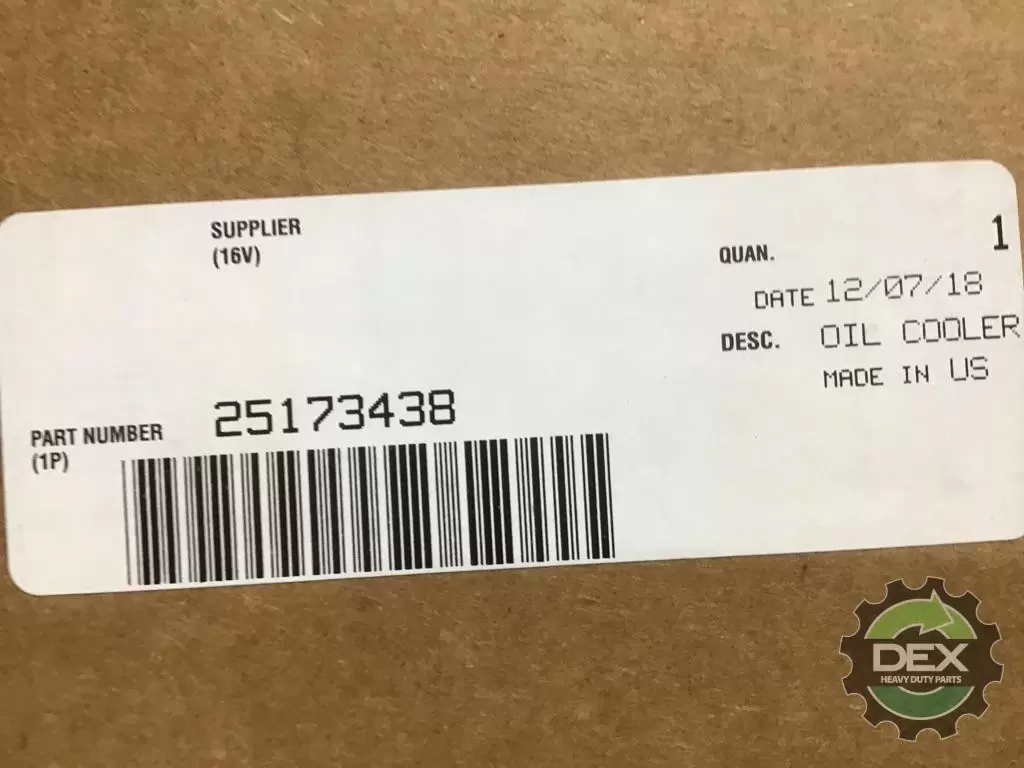 SUPPLIER
(16V)
QUAN. 1
DATE 12/07/18
DESC. OIL COOLER
MADE IN US
PART NUMBER 25173438
(1P)
DEX
HEAVY DUTY PARTS